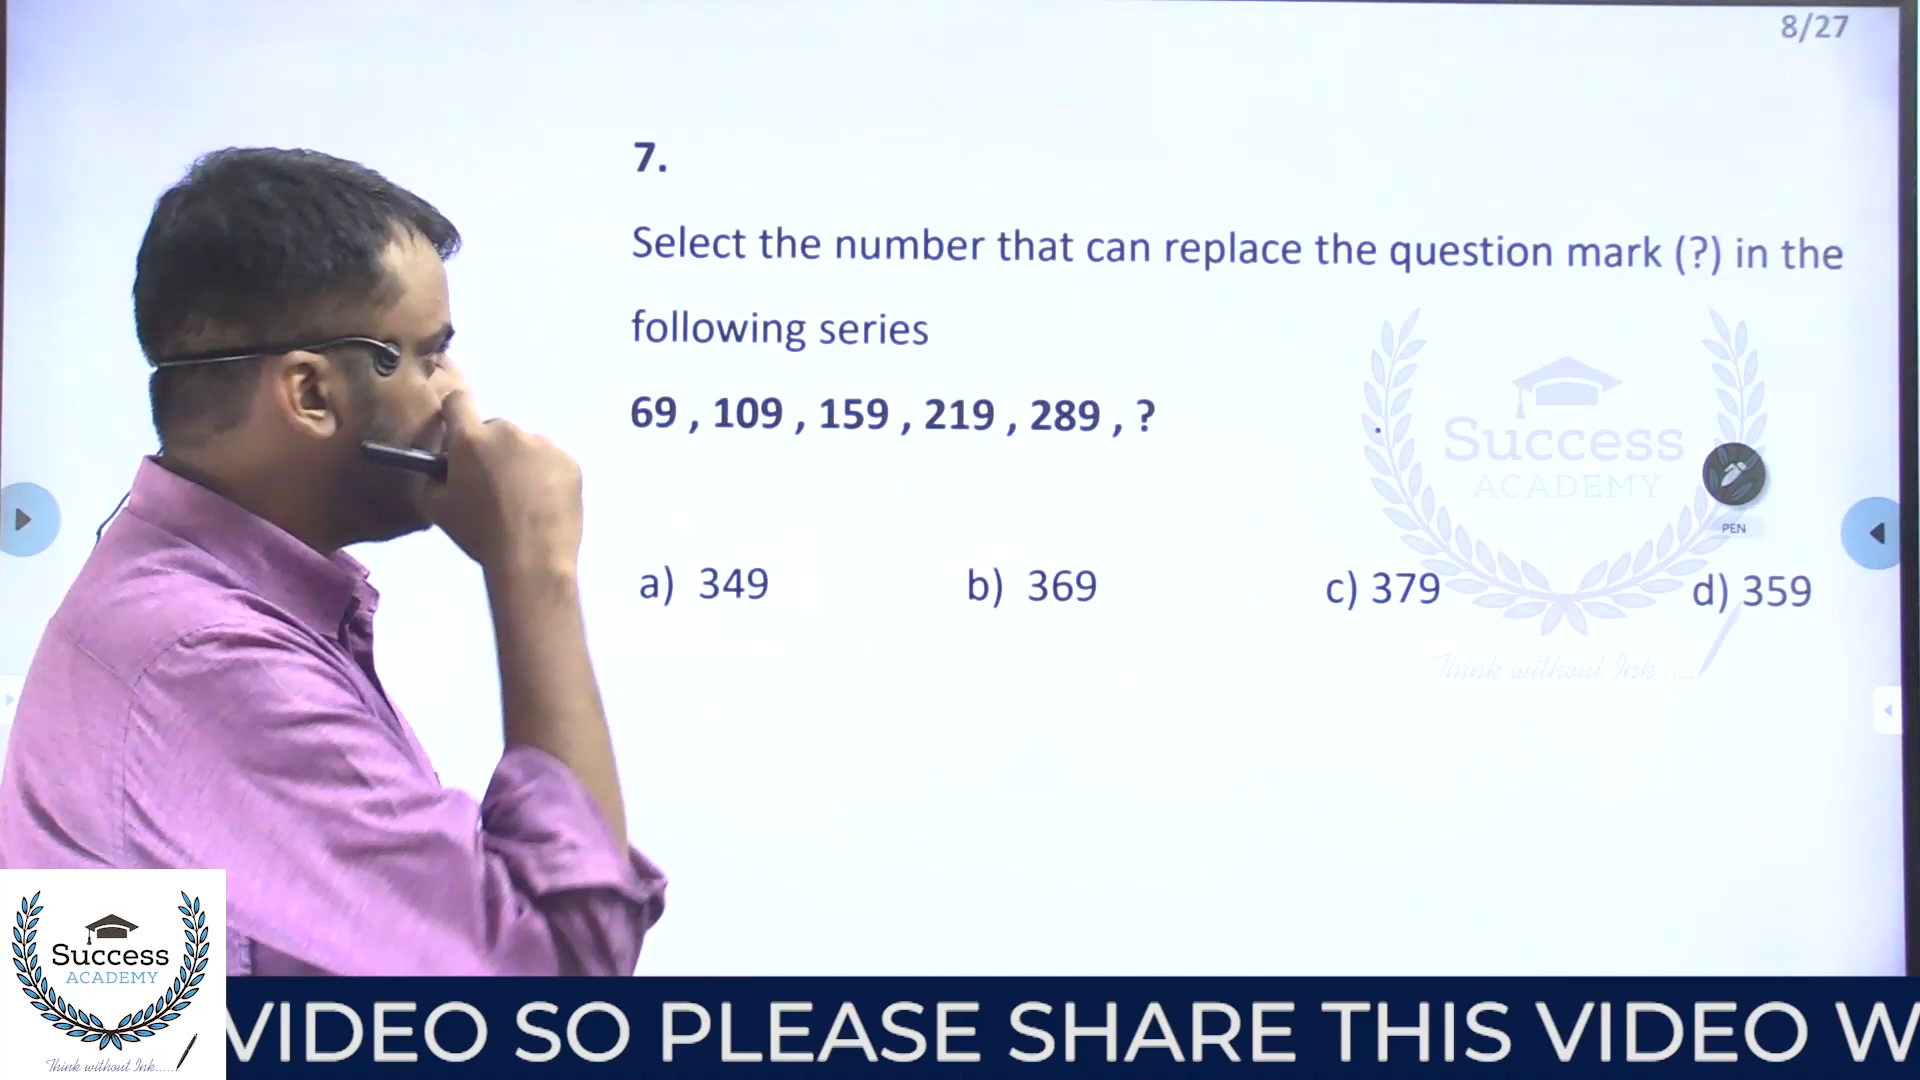 8/27
7.
Select the number that can replace the question mark (?) in the
following series
69 , 109 , 159 , 219 , 289 , ?
Success
ACADEMY
PEN
a) 349 b) 369 c) 379 d) 359
Think without Ink.....
Success
ACADEMY
Think without Ink.....
VIDEO SO PLEASE SHARE THIS VIDEO W